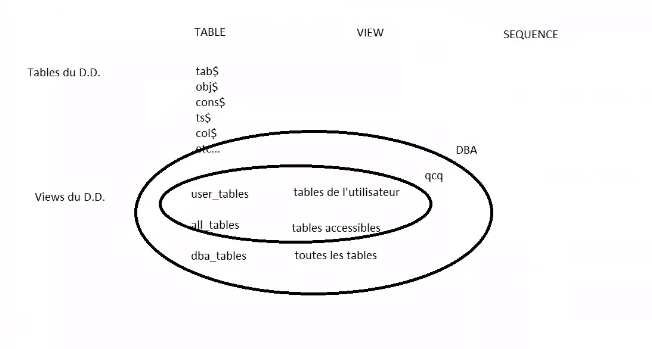 TABLE VIEW SEQUENCE
Tables du D.D. tab$
obj$
cons$
ts$
col$
etc...
DBA
qcq
Views du D.D. user_tables tables de l'utilisateur
all_tables tables accessibles
dba_tables toutes les tables